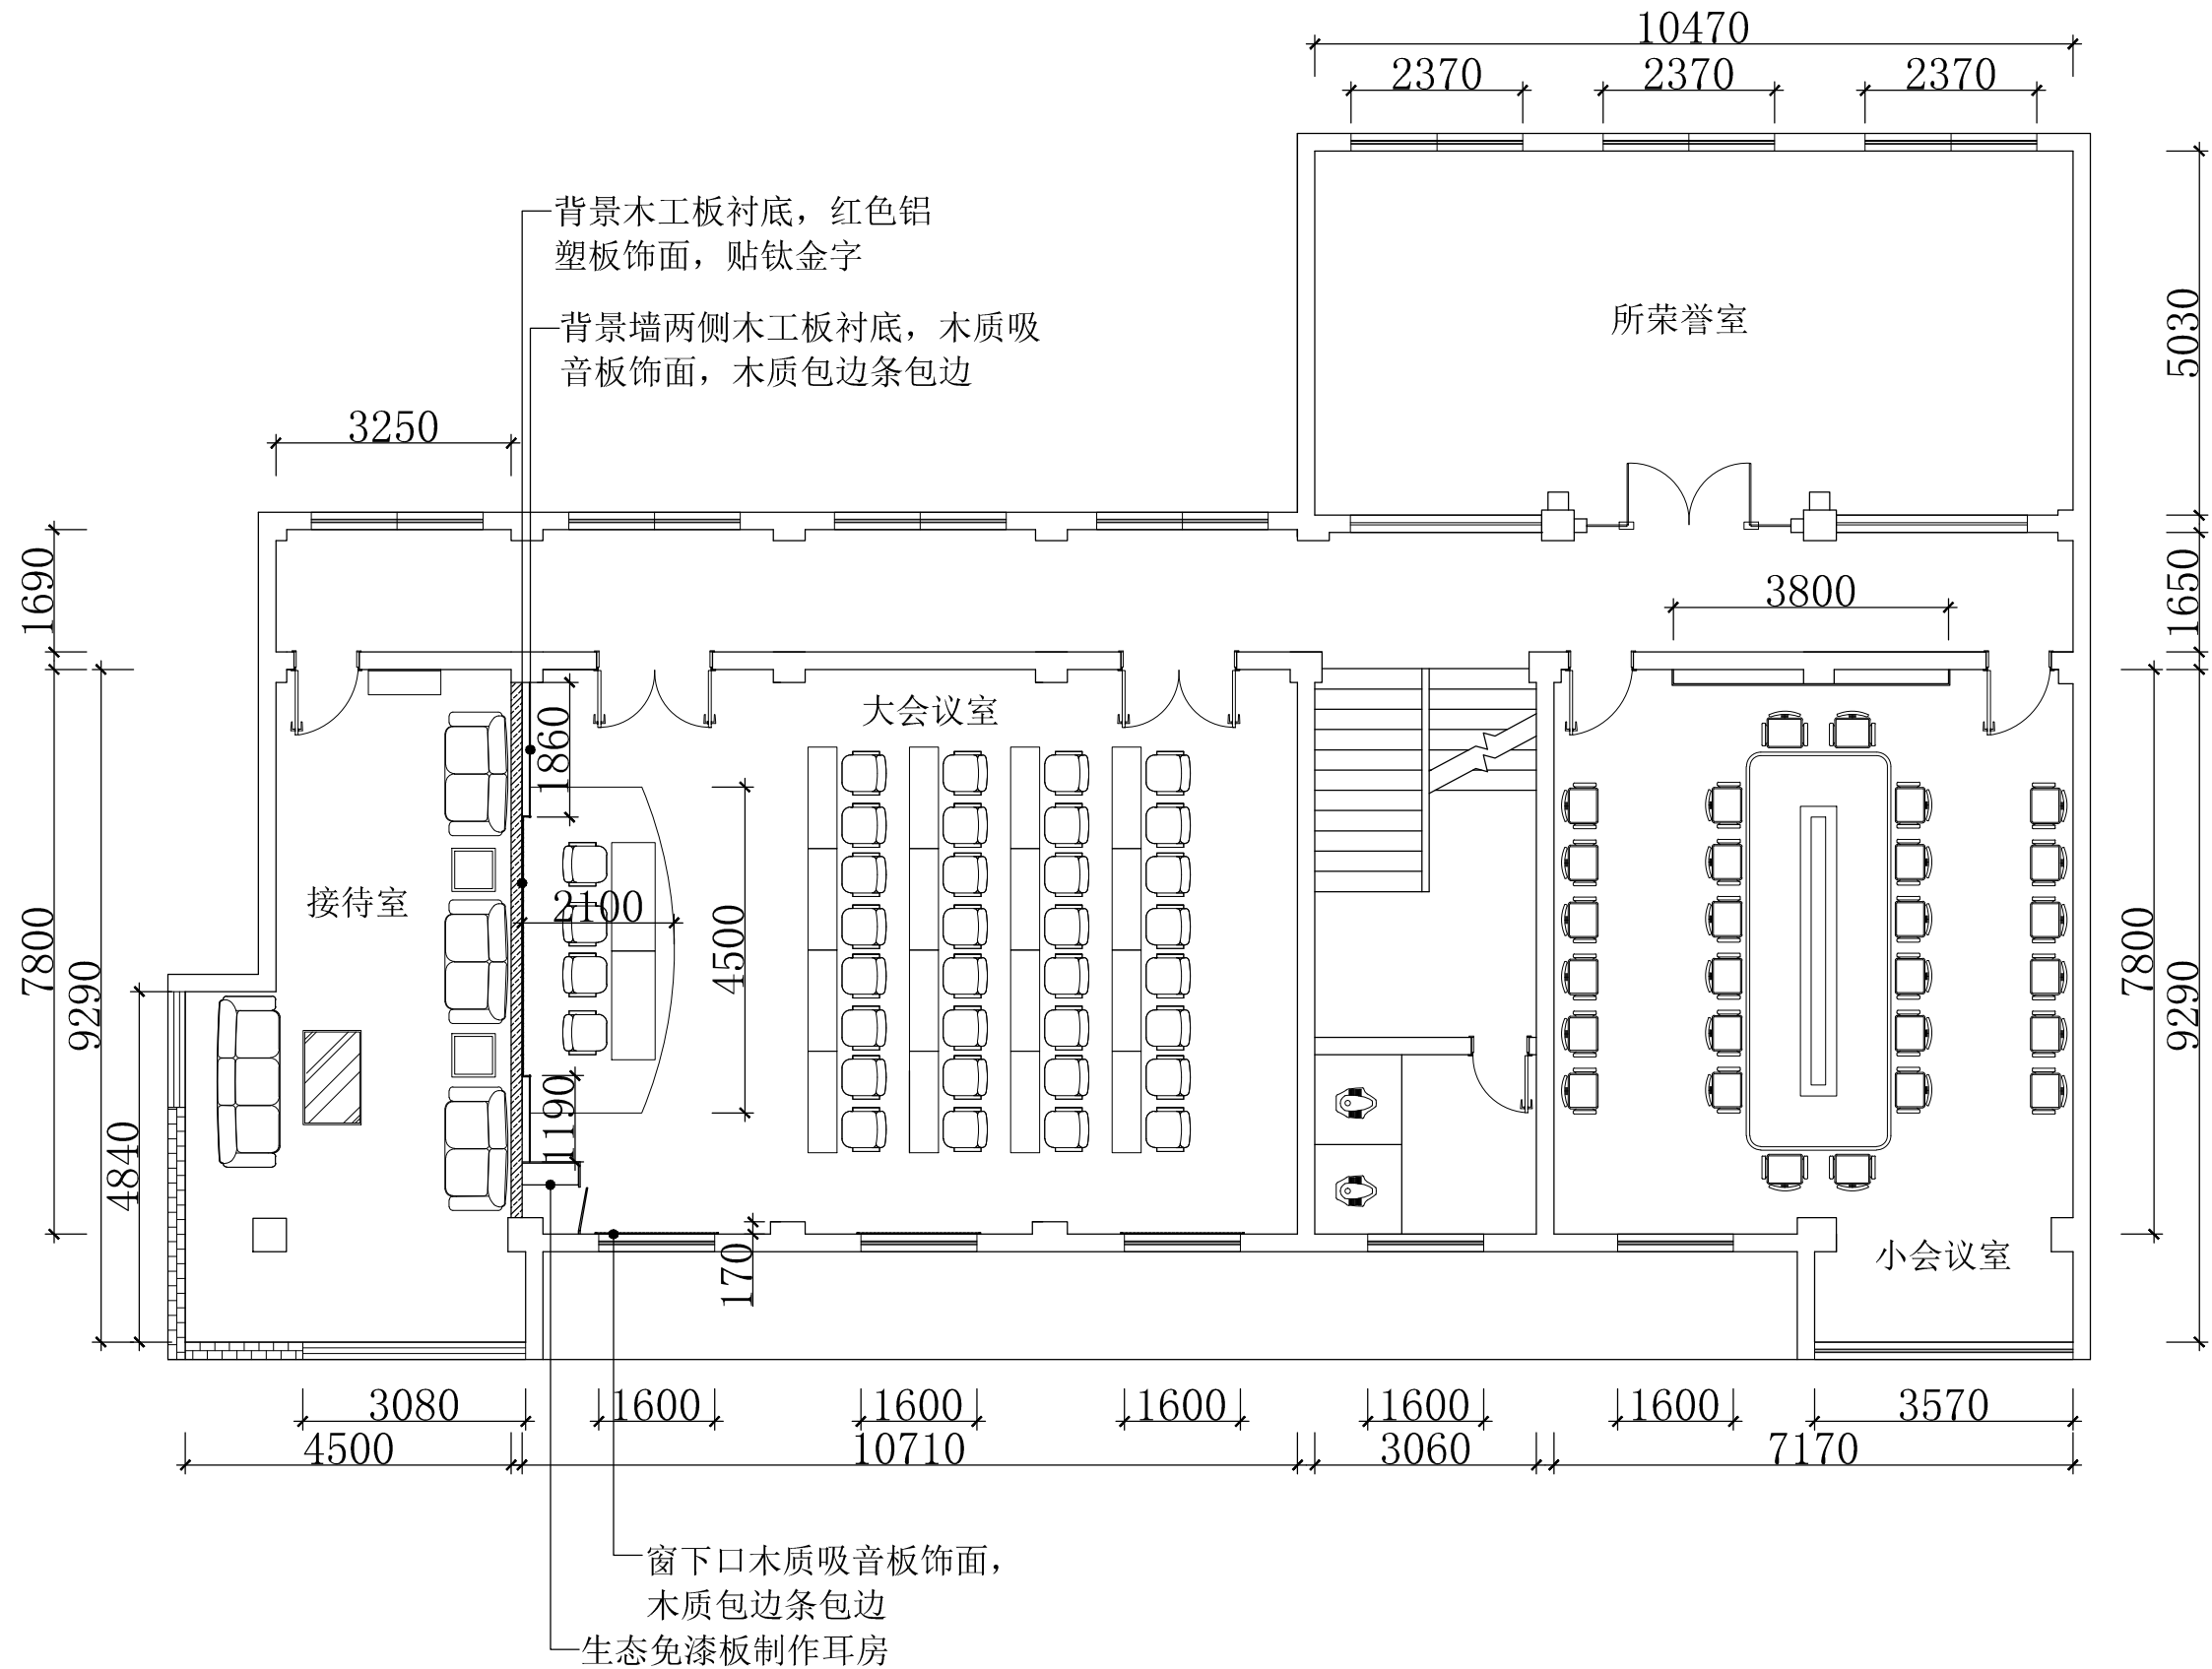 10470
2370
2370
2370
背景木工板衬底，红色铝
塑板饰面，贴钛金字
背景墙两侧木工板衬底，木质吸
音板饰面，木质包边条包边
所荣誉室
5030
3250
1690
1650
3800
大会议室
1860
接待室
2100
4500
7800
9290
4840
7800
9290
1190
170
小会议室
3080
1600
1600
1600
1600
1600
3570
4500
10710
3060
7170
窗下口木质吸音板饰面，
木质包边条包边
生态免漆板制作耳房